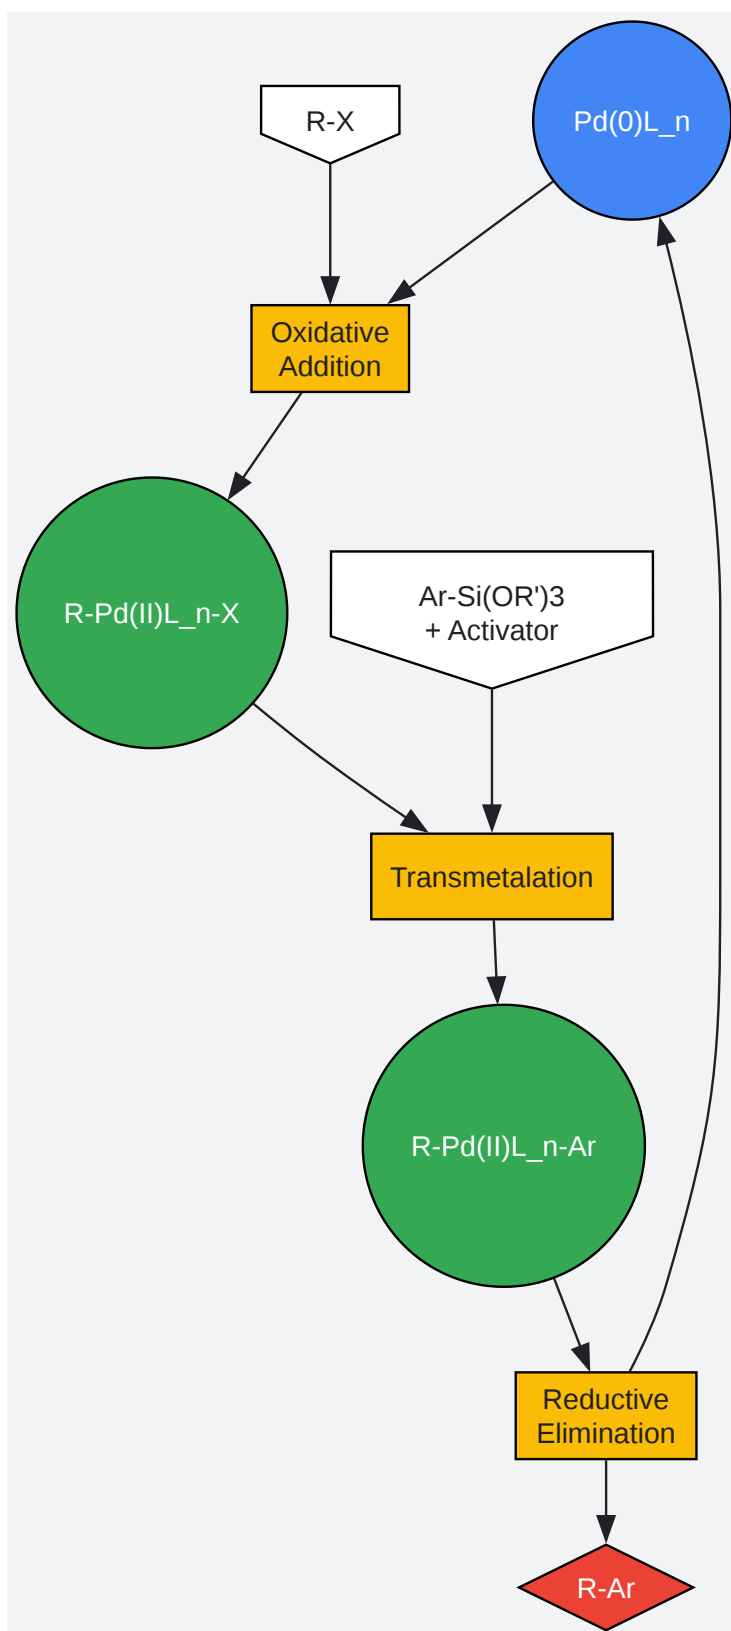 R-X
Pd(0)L_n
Oxidative
Addition
R-Pd(II)L_n-X
Ar-Si(OR')3
+ Activator
Transmetalation
R-Pd(II)L_n-Ar
Reductive
Elimination
R-Ar